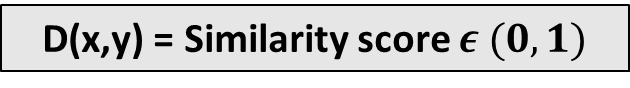 D(x,y) = Similarity score ϵ (0, 1)